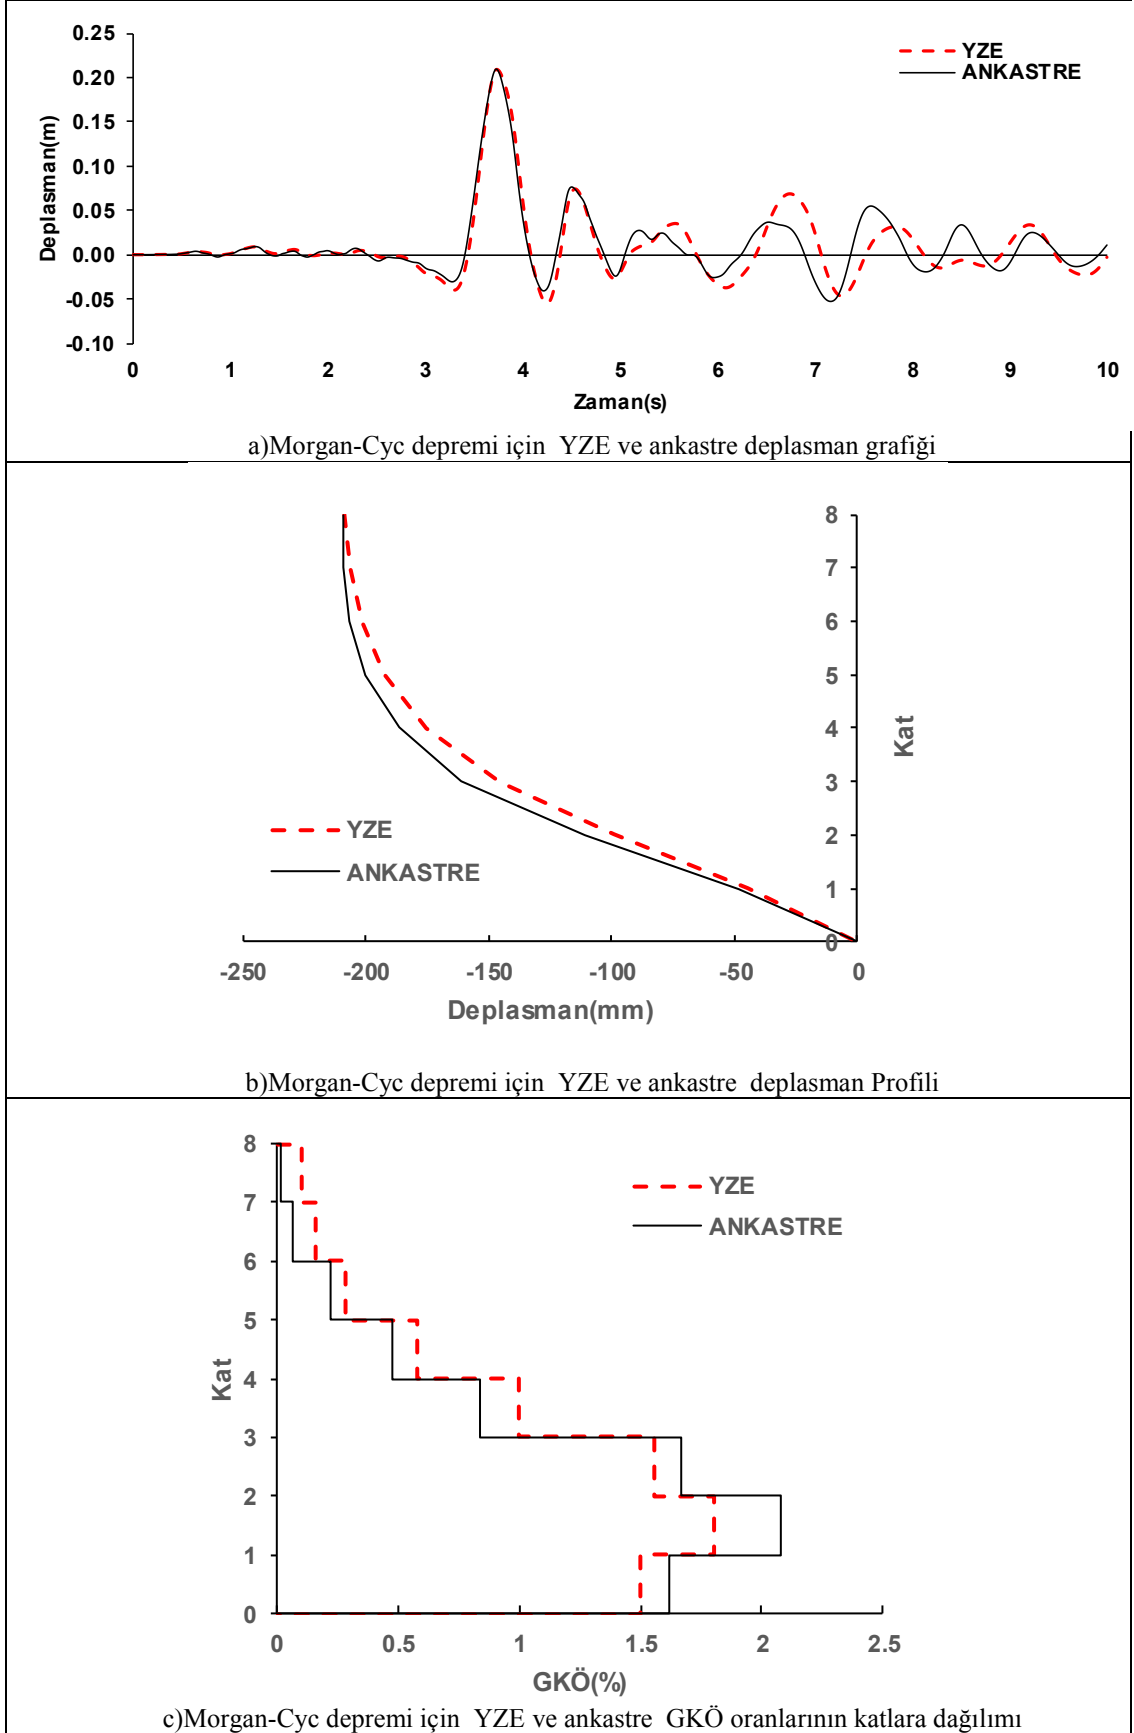 0.25
0.20
0.15
0.10
0.05
0.00
-0.05
-0.10
Deplasman(m)
YZE
ANKASTRE
0 1 2 3 4 5 6 7 8 9 10
Zaman(s)
a)Morgan-Cyc depremi için YZE ve ankastre deplasman grafiği
8
7
6
5
4
3
2
1
0
Kat
YZE
ANKASTRE
-250 -200 -150 -100 -50 0
Deplasman(mm)
b)Morgan-Cyc depremi için YZE ve ankastre deplasman Profili
8
7
6
5
4
3
2
1
0
Kat
YZE
ANKASTRE
0 0.5 1 1.5 2 2.5
GKÖ(%)
c)Morgan-Cyc depremi için YZE ve ankastre GKÖ oranlarının katlara dağılımı